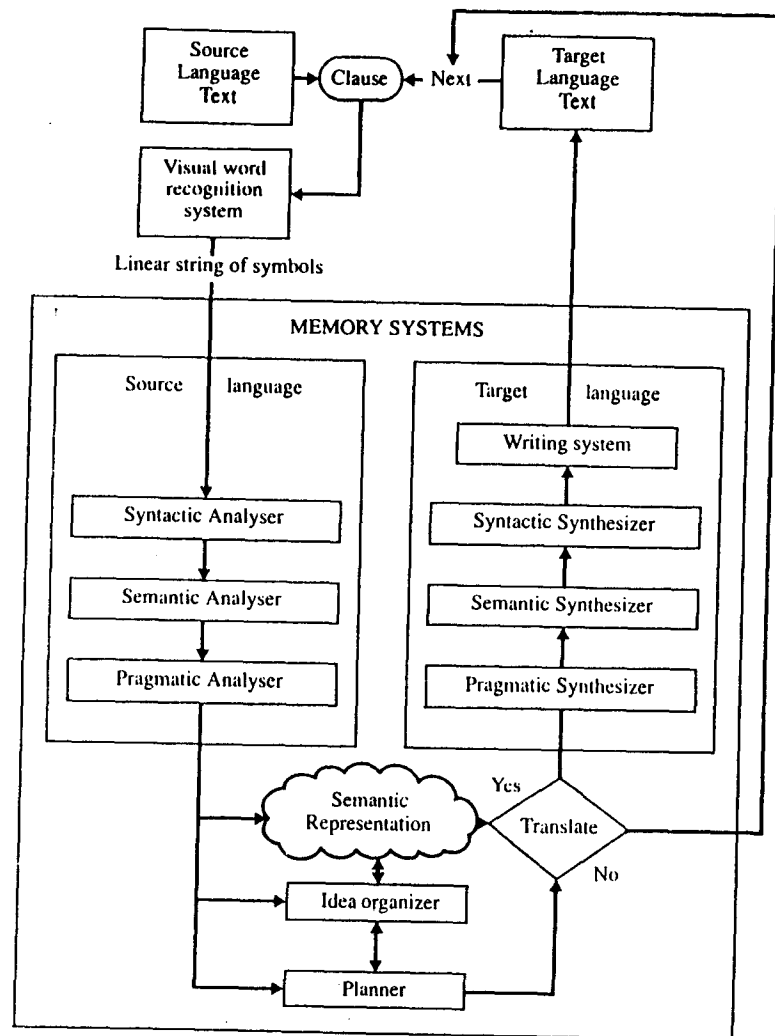 Source
Language
Text
Clause
Next
Target
Language
Text
Visual word
recognition
system
Linear string of symbols
MEMORY SYSTEMS
Source language
Target language
Writing system
Syntactic Analyser
Syntactic Synthesizer
Semantic Analyser
Semantic Synthesizer
Pragmatic Analyser
Pragmatic Synthesizer
Semantic
Representation
Yes
Translate
No
Idea organizer
Planner